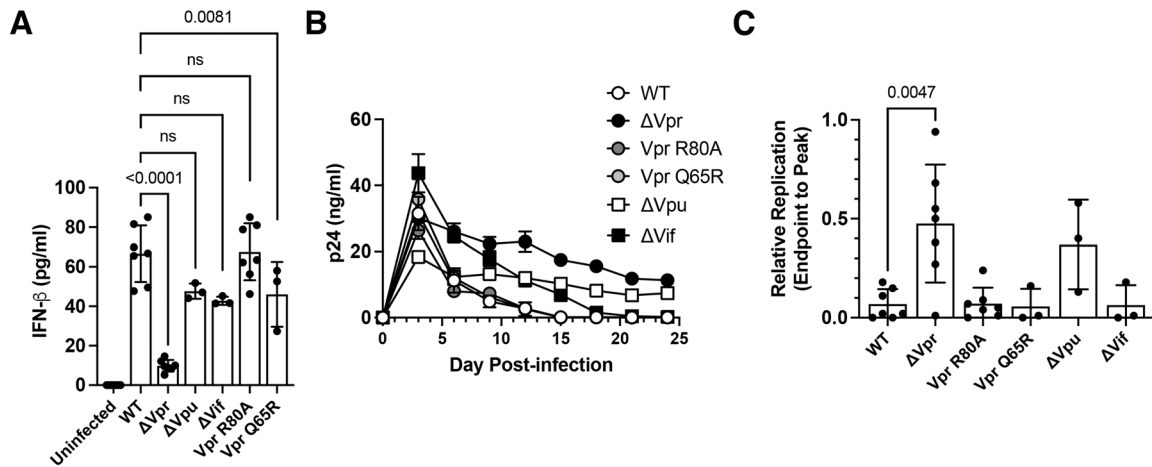 A
0.0081
ns
ns
ns
<0.0001
IFN-β (pg/ml)
100
80
60
40
20
0
Uninfected
WT
ΔVpr
ΔVpu
ΔVif
Vpr R80A
Vpr Q65R
B
p24 (ng/ml)
60
40
20
0
0
5
10
15
20
25
Day Post-infection
WT
ΔVpr
Vpr R80A
Vpr Q65R
ΔVpu
ΔVif
C
0.0047
Relative Replication
(Endpoint to Peak)
1.0
0.5
0.0
WT
ΔVpr
Vpr R80A
Vpr Q65R
ΔVpu
ΔVif